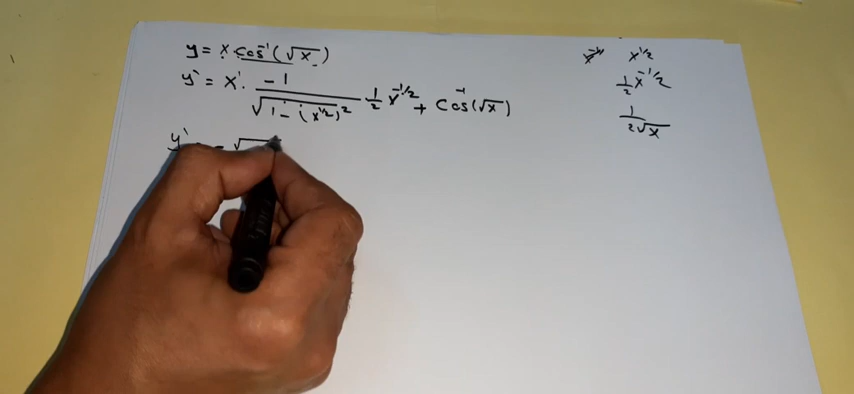 y = x cos⁻¹(√x)
y' = x¹ · -1/√(1-(x^1/2)²) 1/2 x^-1/2 + cos⁻¹(√x)
y' = - √
x^1/2
1/2 x^-1/2
1/2√x